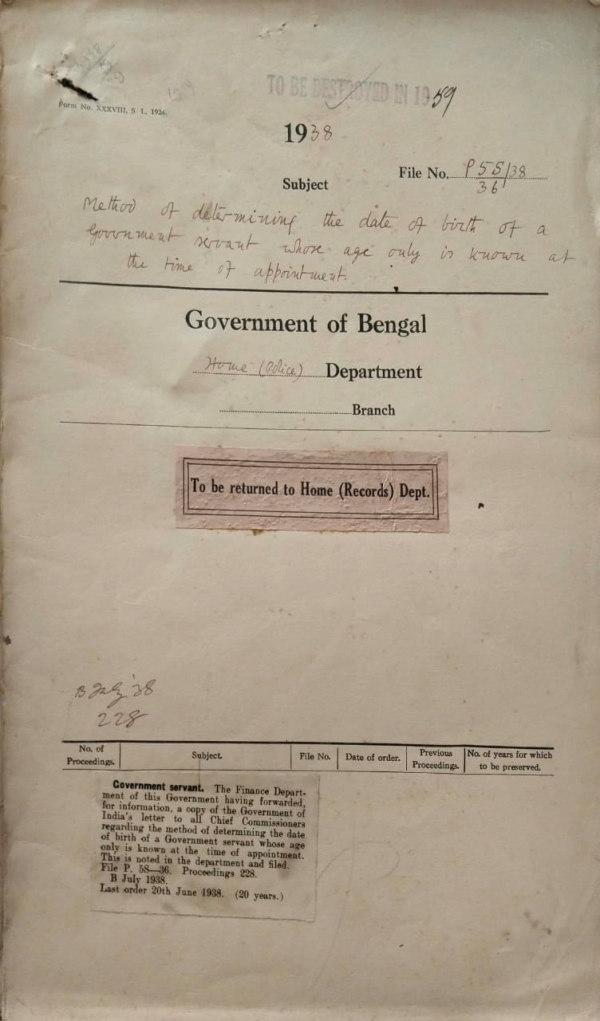 Form No. XXXVIII, S. I., 1926.
TO BE DESTROYED IN 1959
1938
File No. P5S/38
36
Subject
Method of determining the date of birth of a
Government servant whose age only is known at
the time of appointment.
Government of Bengal
Home (Police) Department
Branch
To be returned to Home (Records) Dept.
B July '38
228
No. of Proceedings. Subject. File No. Date of order. Previous Proceedings. No. of years for which to be preserved.
Government servant. The Finance Depart-
ment of this Government having forwarded,
for information, a copy of the Government of
India's letter to all Chief Commissioners
regarding the method of determining the date
of birth of a Government servant whose age
only is known at the time of appointment.
This is noted in the department and filed.
File P. 5S—36. Proceedings 228.
B July 1938.
Last order 20th June 1938. (20 years.)